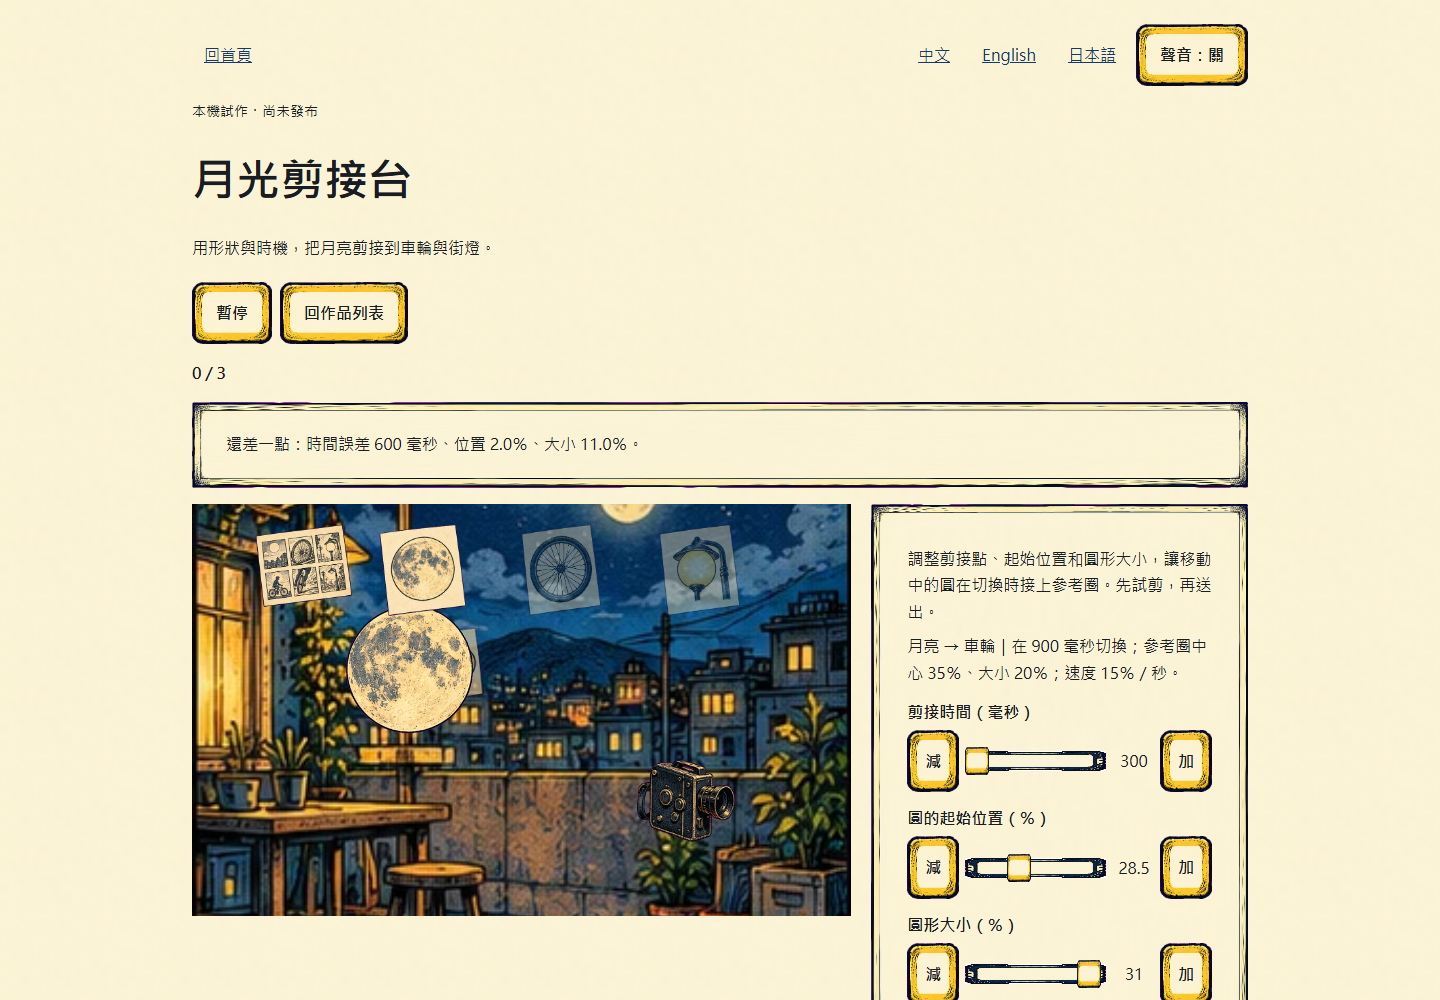 回首頁
中文 English 日本語 聲音：關
本機試作・尚未發布
月光剪接台
用形狀與時機，把月亮剪接到車輪與街燈。
暫停 回作品列表
0 / 3
還差一點：時間誤差 600 毫秒、位置 2.0%、大小 11.0%。
調整剪接點、起始位置和圓形大小，讓移動
中的圓在切換時接上參考圈。先試剪，再送
出。
月亮 → 車輪｜在 900 毫秒切換；參考圈中
心 35%、大小 20%；速度 15% / 秒。
剪接時間（毫秒）
減 300 加
圓的起始位置（%）
減 28.5 加
圓形大小（%）
減 31 加